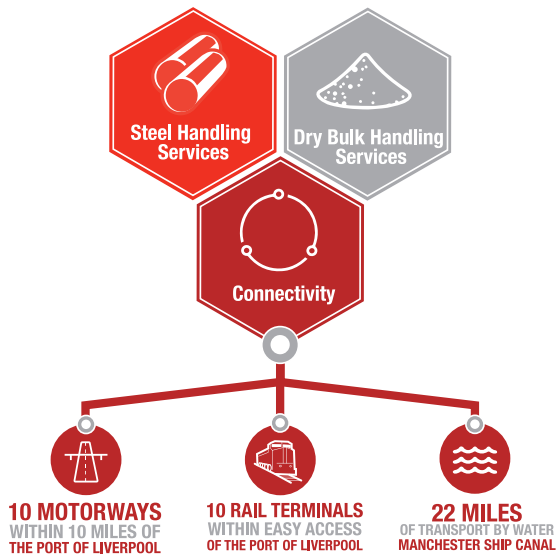 Steel Handling
Services
Dry Bulk Handling
Services
Connectivity
10 MOTORWAYS
WITHIN 10 MILES OF
THE PORT OF LIVERPOOL
10 RAIL TERMINALS
WITHIN EASY ACCESS
OF THE PORT OF LIVERPOOL
22 MILES
OF TRANSPORT BY WATER
MANCHESTER SHIP CANAL